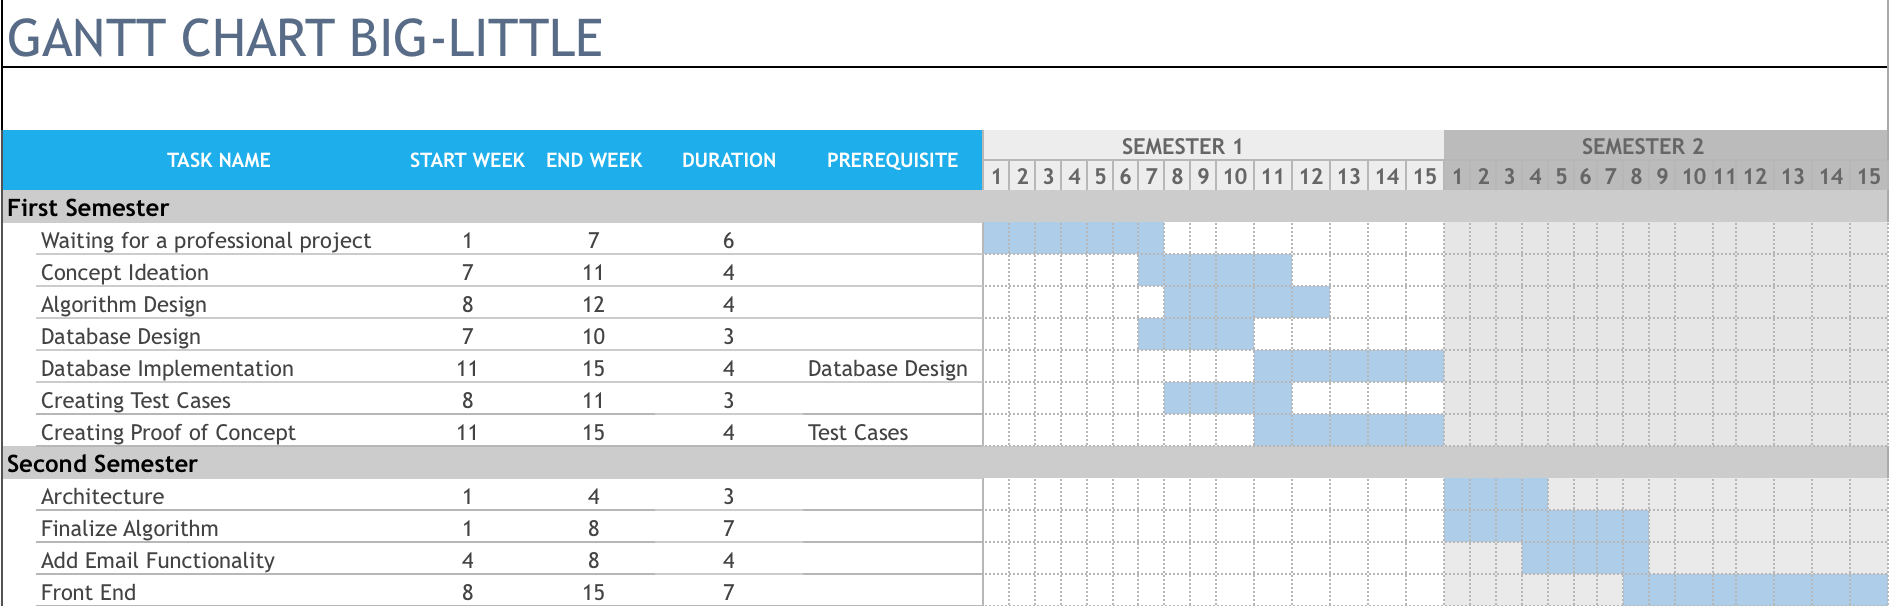 GANTT CHART BIG-LITTLE
SEMESTER 1 SEMESTER 2
TASK NAME START WEEK END WEEK DURATION PREREQUISITE
1 2 3 4 5 6 7 8 9 10 11 12 13 14 15 1 2 3 4 5 6 7 8 9 10 11 12 13 14 15
First Semester
Waiting for a professional project 1 7 6
Concept Ideation 7 11 4
Algorithm Design 8 12 4
Database Design 7 10 3
Database Implementation 11 15 4 Database Design
Creating Test Cases 8 11 3
Creating Proof of Concept 11 15 4 Test Cases
Second Semester
Architecture 1 4 3
Finalize Algorithm 1 8 7
Add Email Functionality 4 8 4
Front End 8 15 7